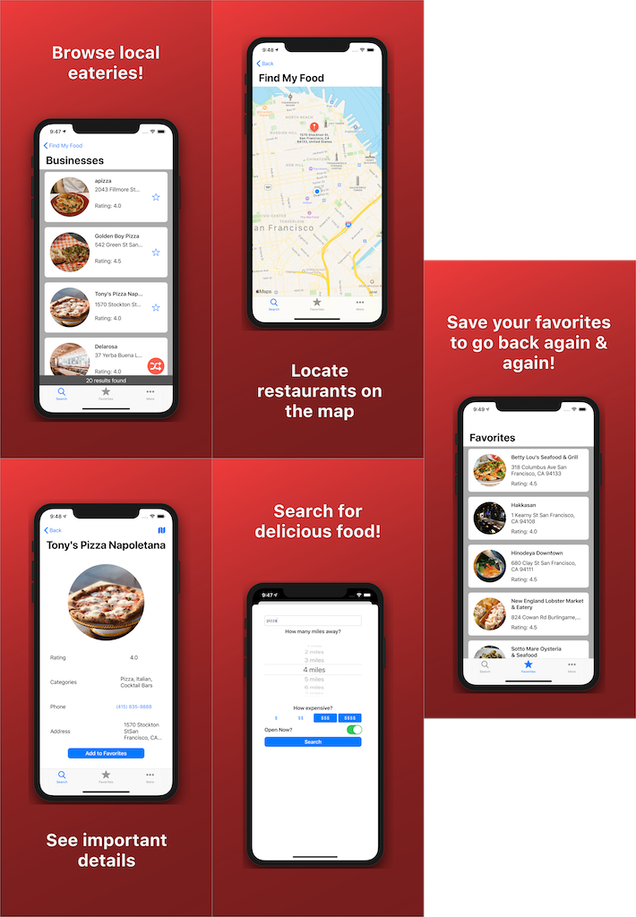 Browse local
eateries!
9:47
Find My Food
Businesses
apizza
2043 Fillmore St...
Rating: 4.0
Golden Boy Pizza
542 Green St San...
Rating: 4.5
Tony's Pizza Nap...
1570 Stockton St...
Rating: 4.0
Delarosa
37 Yerba Buena L...
20 results found
Search
Favorites
More
9:48
Back
Find My Food
1570 Stockton St,
San Francisco, CA
94133, United States
San Francisco
Maps
Search
Favorites
More
Locate
restaurants on
the map
Save your favorites
to go back again &
again!
9:49
Favorites
Betty Lou's Seafood & Grill
318 Columbus Ave San
Francisco, CA 94133
Rating: 4.5
Hakkasan
1 Kearny St San Francisco,
CA 94108
Rating: 4.0
Hinodeya Downtown
680 Clay St San Francisco,
CA 94111
Rating: 4.5
New England Lobster Market
& Eatery
824 Cowan Rd Burlingame,...
Rating: 4.5
Sotto Mare Oysteria
& Seafood
Search
Favorites
More
9:48
Back
Tony's Pizza Napoletana
Rating
4.0
Categories
Pizza, Italian,
Cocktail Bars
Phone
(415) 835-9888
Address
1570 Stockton
StSan
Francisco, CA...
Add to Favorites
Search
Favorites
More
See important
details
Search for
delicious food!
9:47
pizza
How many miles away?
2 miles
3 miles
4 miles
5 miles
6 miles
How expensive?
$
$$
$$$
$$$$
Open Now?
Search